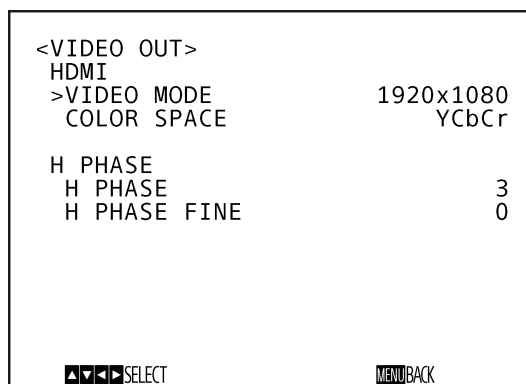 <VIDEO OUT>
HDMI
>VIDEO MODE 1920x1080
COLOR SPACE YCbCr
H PHASE
H PHASE 3
H PHASE FINE 0
▲▼◀▶SELECT MENU BACK